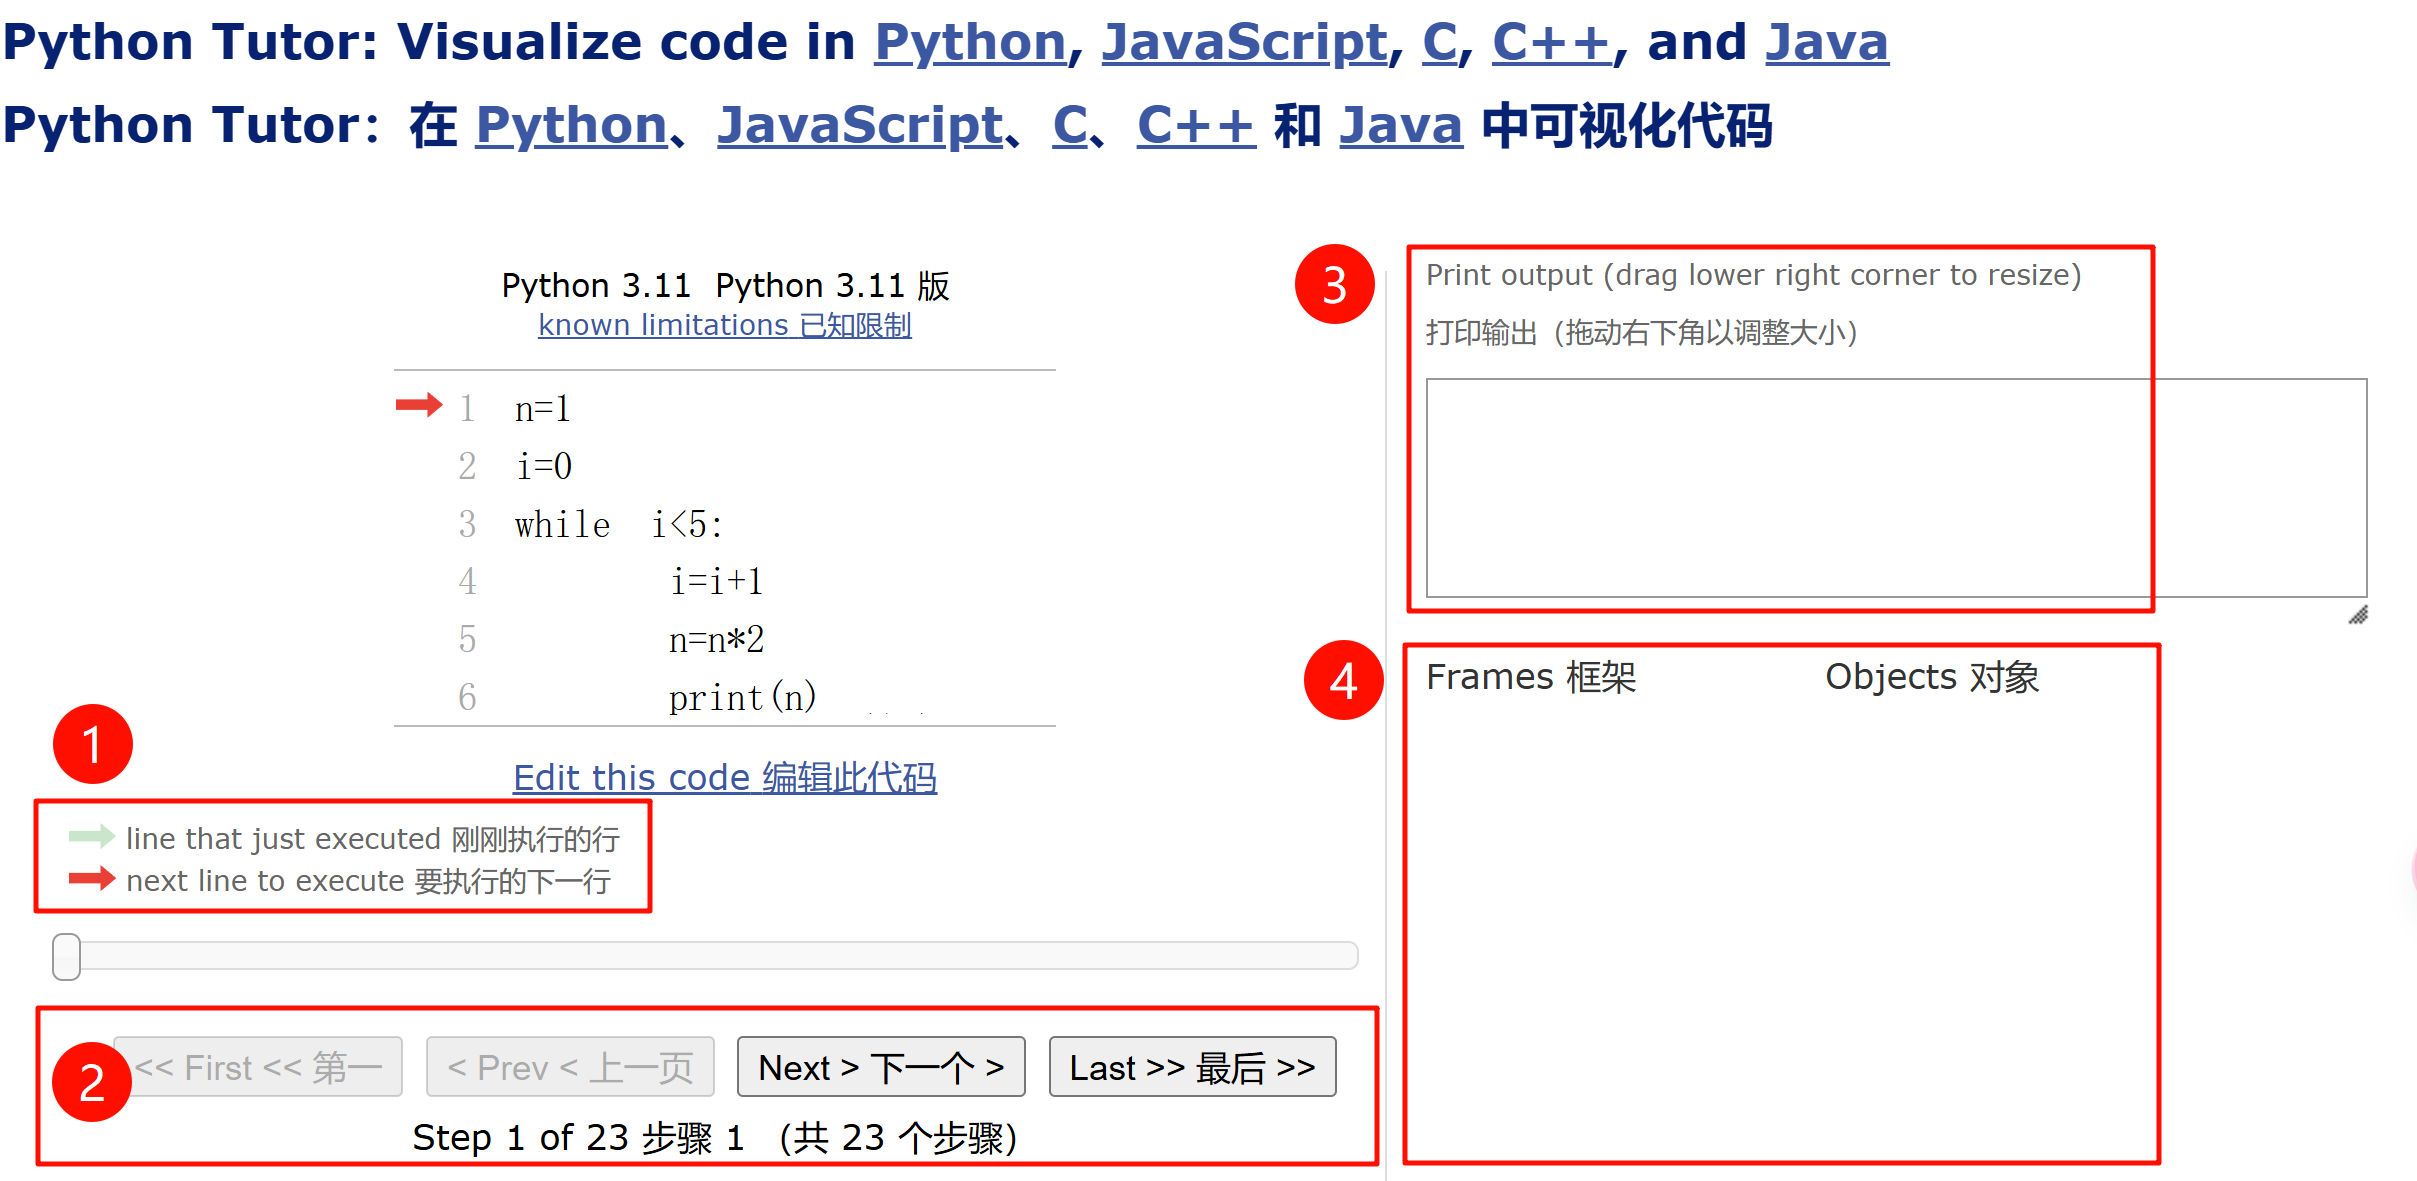 Python Tutor: Visualize code in Python, JavaScript, C, C++, and Java
Python Tutor：在 Python、JavaScript、C、C++ 和 Java 中可视化代码
Python 3.11 Python 3.11 版
known limitations 已知限制
1 n=1
2 i=0
3 while  i<5:
4 i=i+1
5 n=n*2
6 print(n)
Edit this code 编辑此代码
1
line that just executed 刚刚执行的行
next line to execute 要执行的下一行
2
<< First << 第一
< Prev < 上一页
Next > 下一个 >
Last >> 最后 >>
Step 1 of 23 步骤 1 （共 23 个步骤）
3
Print output (drag lower right corner to resize)
打印输出（拖动右下角以调整大小）
4
Frames 框架
Objects 对象